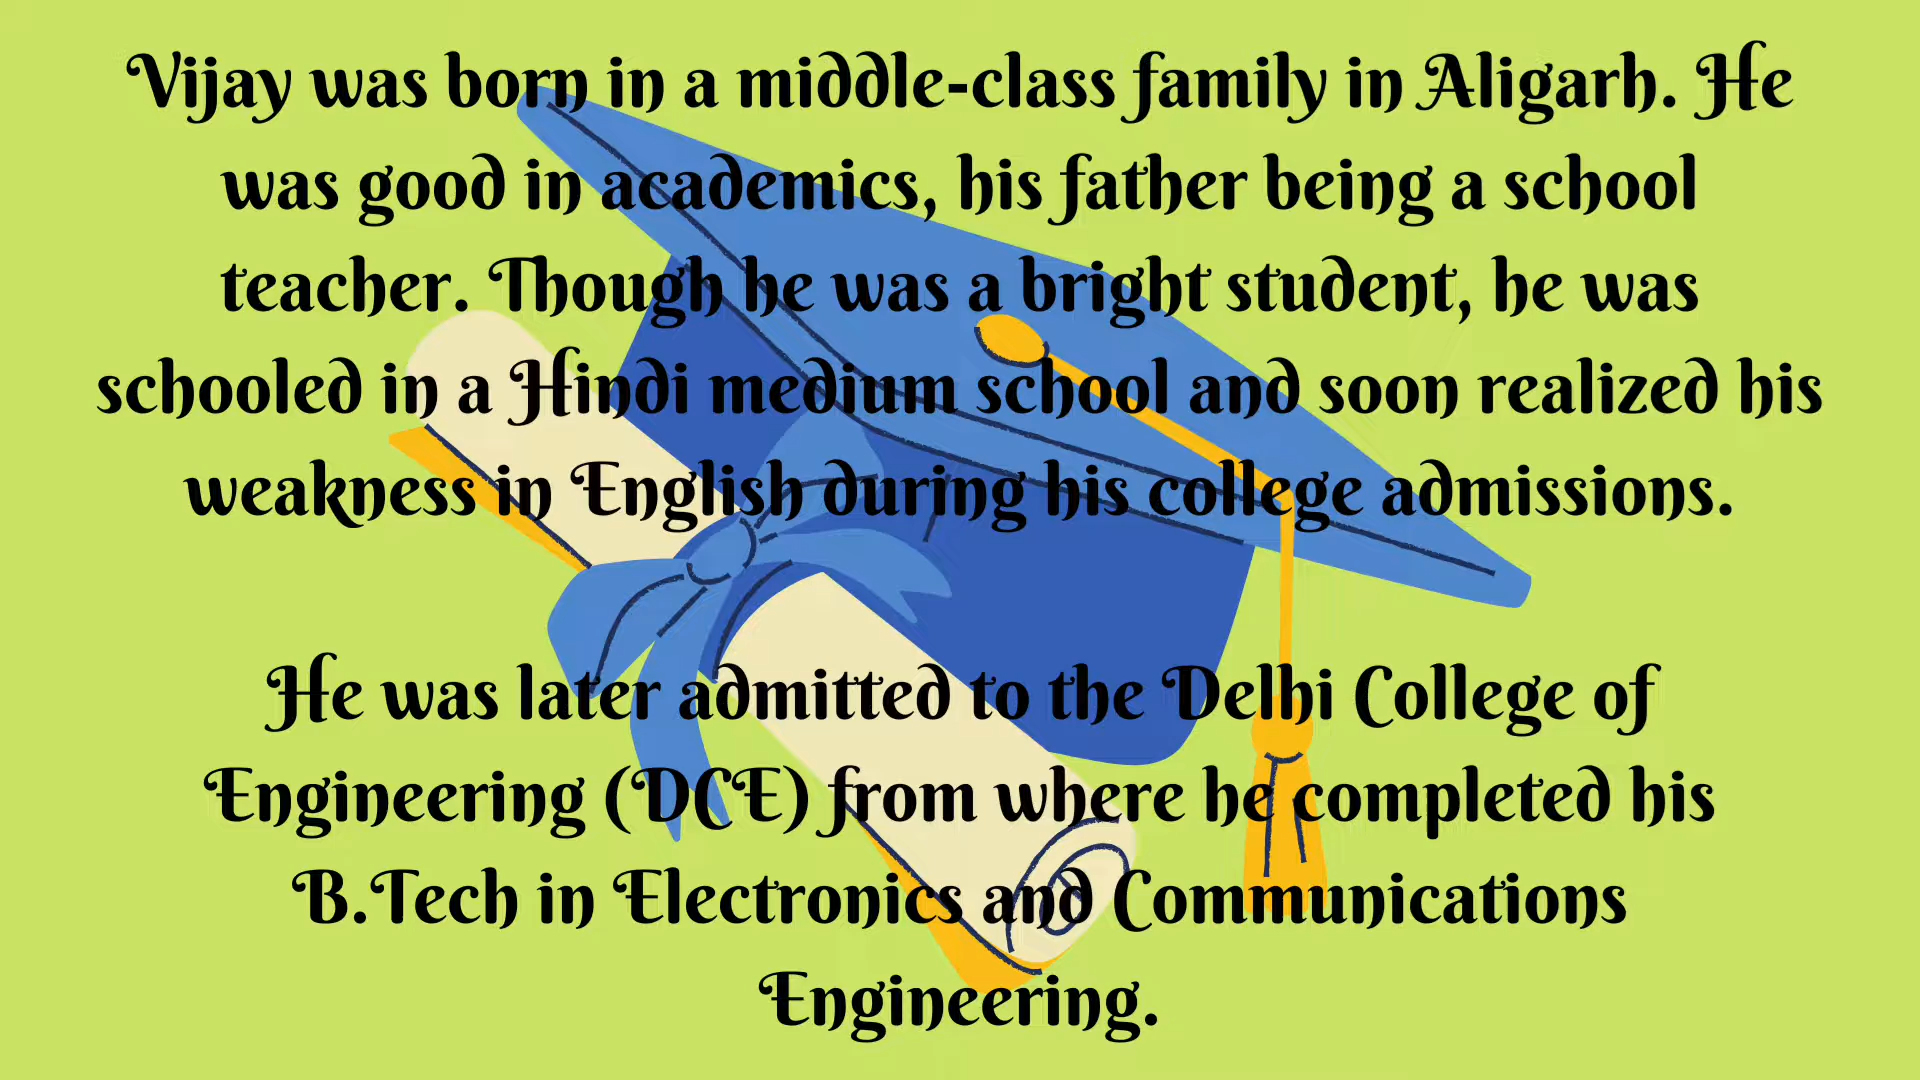 Vijay was born in a middle-class family in Aligarh. He
was good in academics, his father being a school
teacher. Though he was a bright student, he was
schooled in a Hindi medium school and soon realized his
weakness in English during his college admissions.
He was later admitted to the Delhi College of
Engineering (DCE) from where he completed his
B.Tech in Electronics and Communications
Engineering.